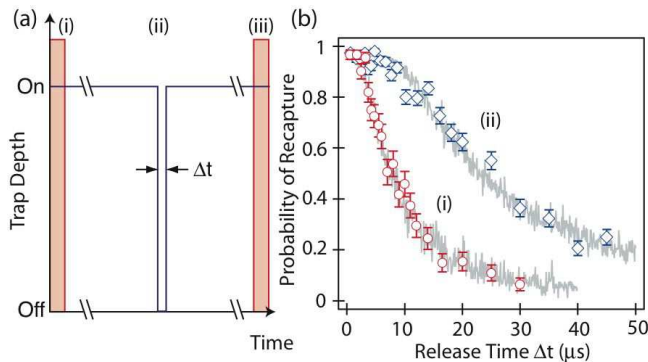 (a)
(i)
(ii)
(iii)
On
Δt
Off
Trap Depth
Time
(b)
1
0.8
0.6
0.4
0.2
0
(ii)
(i)
0
10
20
30
40
50
Probability of Recapture
Release Time Δt (μs)